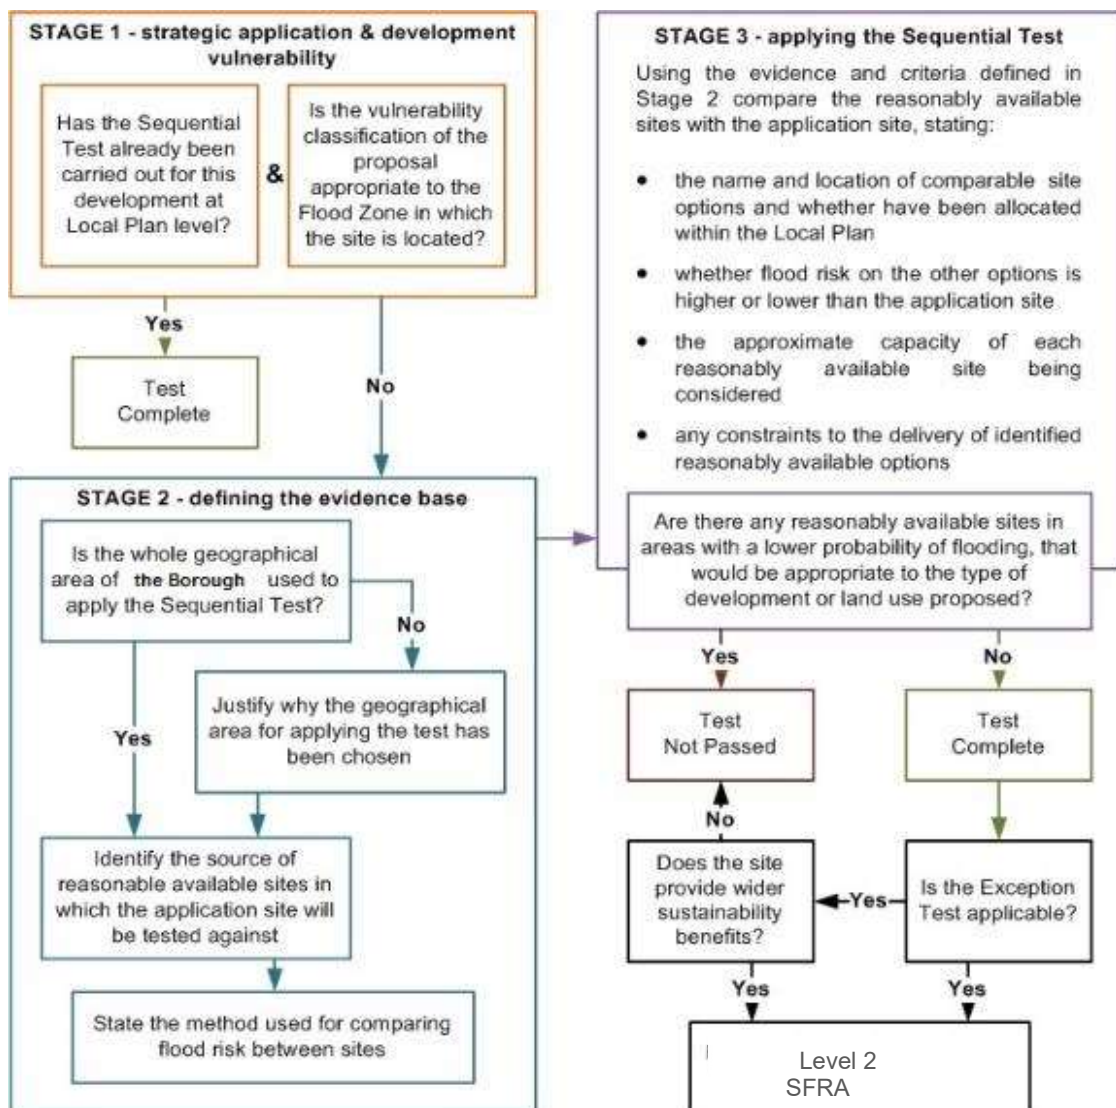 STAGE 1 - strategic application & development
vulnerability
Has the Sequential
Test already been
carried out for this
development at
Local Plan level?
&
Is the vulnerability
classification of the
proposal
appropriate to the
Flood Zone in which
the site is located?
Yes
Test
Complete
No
STAGE 2 - defining the evidence base
Is the whole geographical
area of the Borough used to
apply the Sequential Test?
No
Justify why the geographical
area for applying the test has
been chosen
Yes
Identify the source of
reasonable available sites in
which the application site will
be tested against
State the method used for comparing
flood risk between sites
STAGE 3 - applying the Sequential Test
Using the evidence and criteria defined in
Stage 2 compare the reasonably available
sites with the application site, stating:
• the name and location of comparable site
options and whether have been allocated
within the Local Plan
• whether flood risk on the other options is
higher or lower than the application site
• the approximate capacity of each
reasonably available site being
considered
• any constraints to the delivery of identified
reasonably available options
Are there any reasonably available sites in
areas with a lower probability of flooding, that
would be appropriate to the type of
development or land use proposed?
Yes
No
Test
Not Passed
Test
Complete
No
Does the site
provide wider
sustainability
benefits?
Yes
Is the Exception
Test applicable?
Yes
Yes
Level 2
SFRA